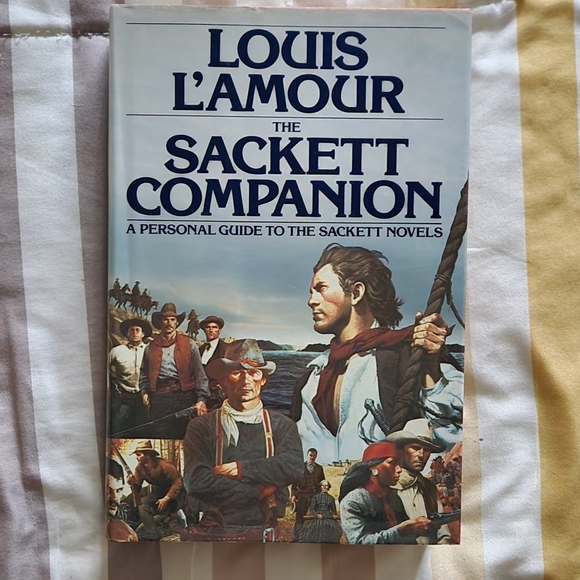 LOUIS
L'AMOUR
THE
SACKETT
COMPANION
A PERSONAL GUIDE TO THE SACKETT NOVELS